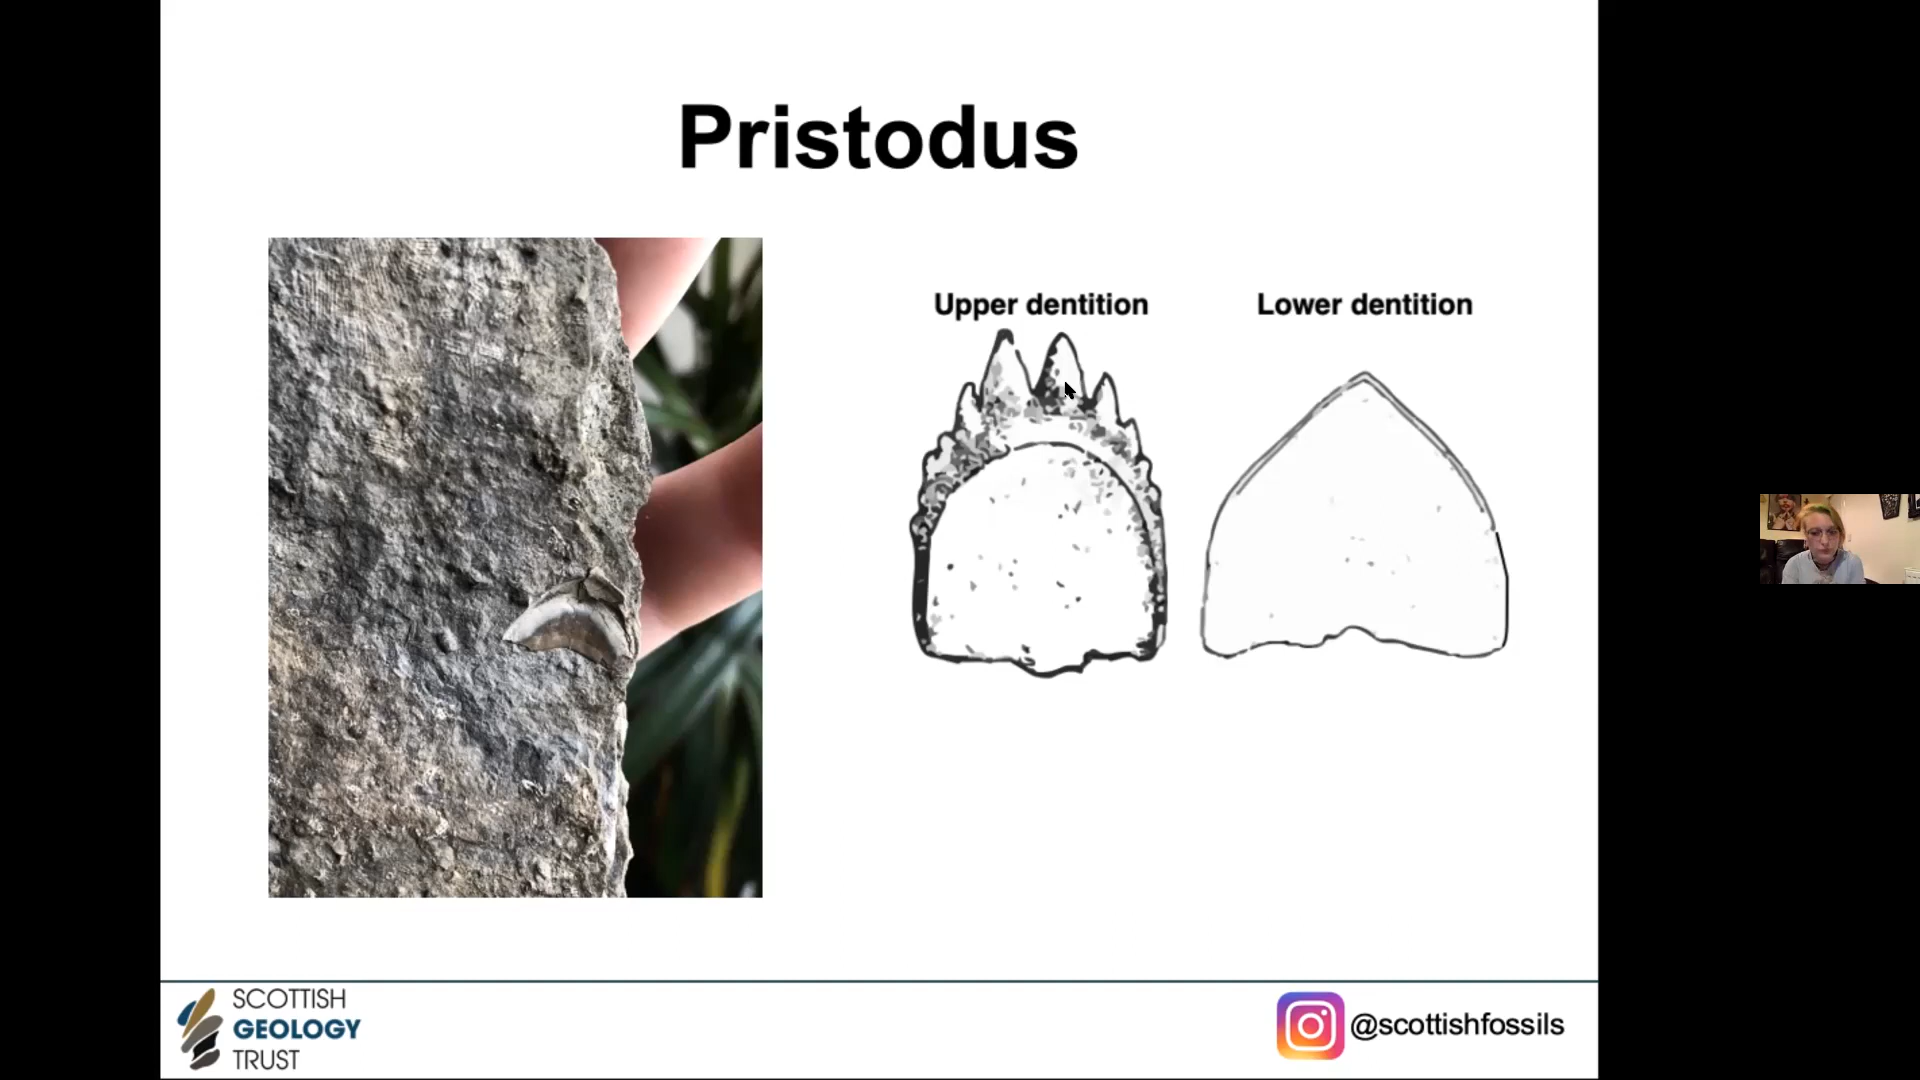 Pristodus
Upper dentition
Lower dentition
SCOTTISH
GEOLOGY
TRUST
@scottishfossils